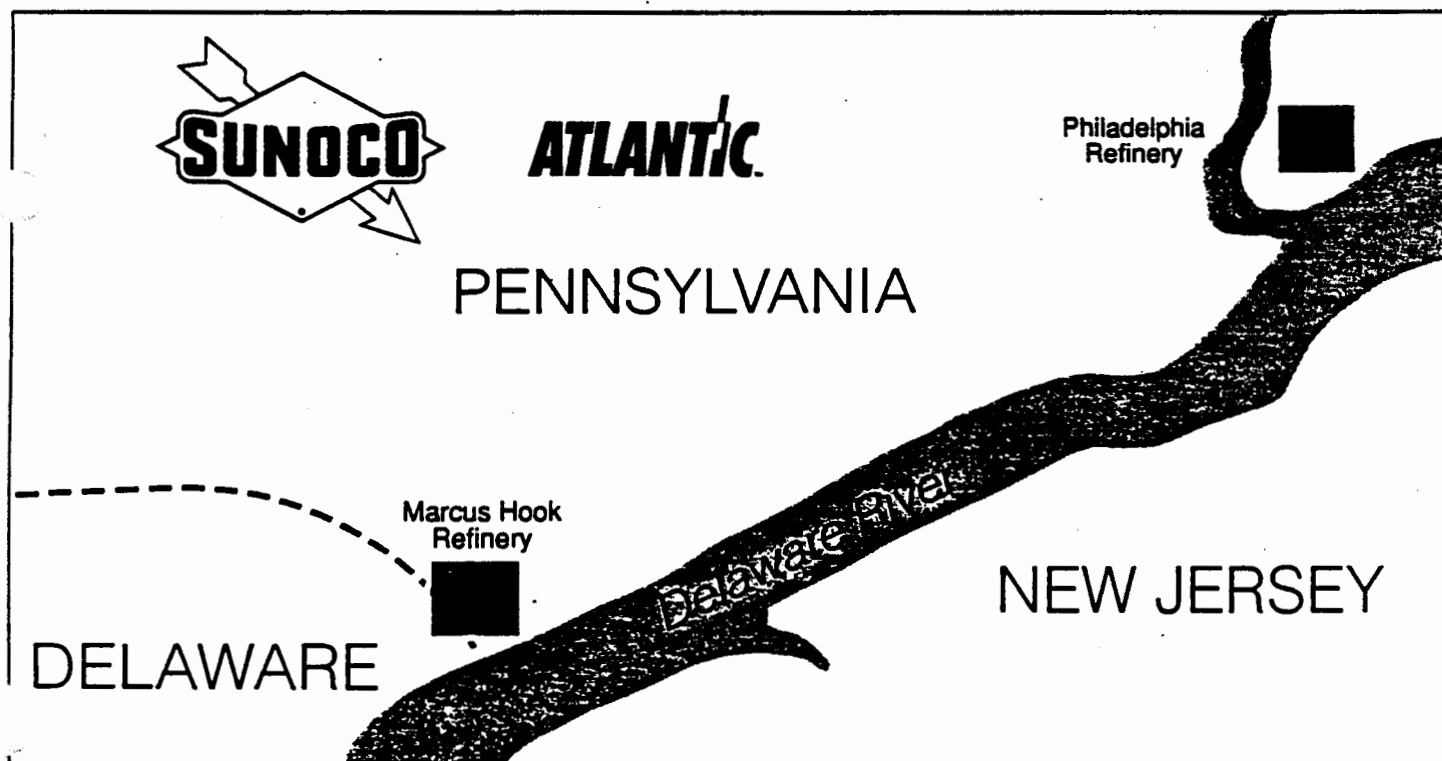 SUNOCO
ATLANTIC
Philadelphia
Refinery
PENNSYLVANIA
Marcus Hook
Refinery
Delaware River
NEW JERSEY
DELAWARE